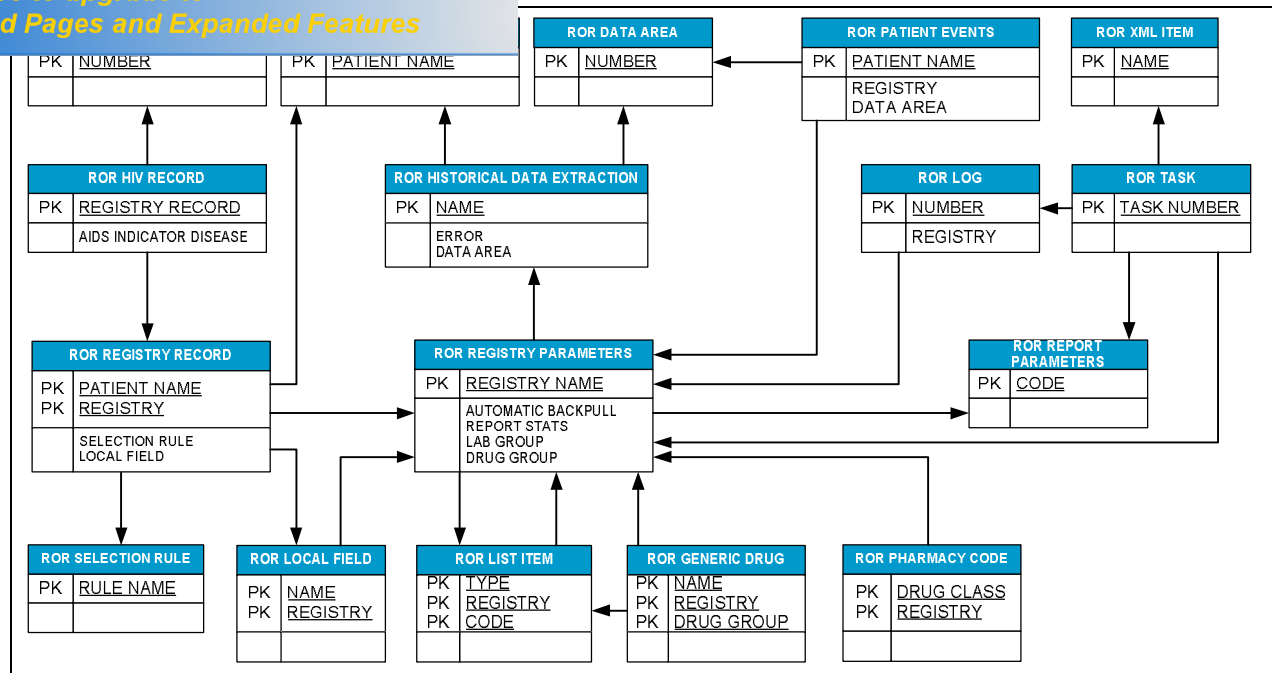 d Pages and Expanded Features
PK NUMBER
PK PATIENT NAME
ROR DATA AREA
PK NUMBER
ROR PATIENT EVENTS
PK PATIENT NAME
REGISTRY
DATA AREA
ROR XML ITEM
PK NAME
ROR HIV RECORD
PK REGISTRY RECORD
AIDS INDICATOR DISEASE
ROR HISTORICAL DATA EXTRACTION
PK NAME
ERROR
DATA AREA
ROR LOG
PK NUMBER
REGISTRY
ROR TASK
PK TASK NUMBER
ROR REGISTRY RECORD
PK PATIENT NAME
PK REGISTRY
SELECTION RULE
LOCAL FIELD
ROR REGISTRY PARAMETERS
PK REGISTRY NAME
AUTOMATIC BACKPULL
REPORT STATS
LAB GROUP
DRUG GROUP
ROR REPORT
PARAMETERS
PK CODE
ROR SELECTION RULE
PK RULE NAME
ROR LOCAL FIELD
PK NAME
PK REGISTRY
ROR LIST ITEM
PK TYPE
PK REGISTRY
PK CODE
ROR GENERIC DRUG
PK NAME
PK REGISTRY
PK DRUG GROUP
ROR PHARMACY CODE
PK DRUG CLASS
PK REGISTRY